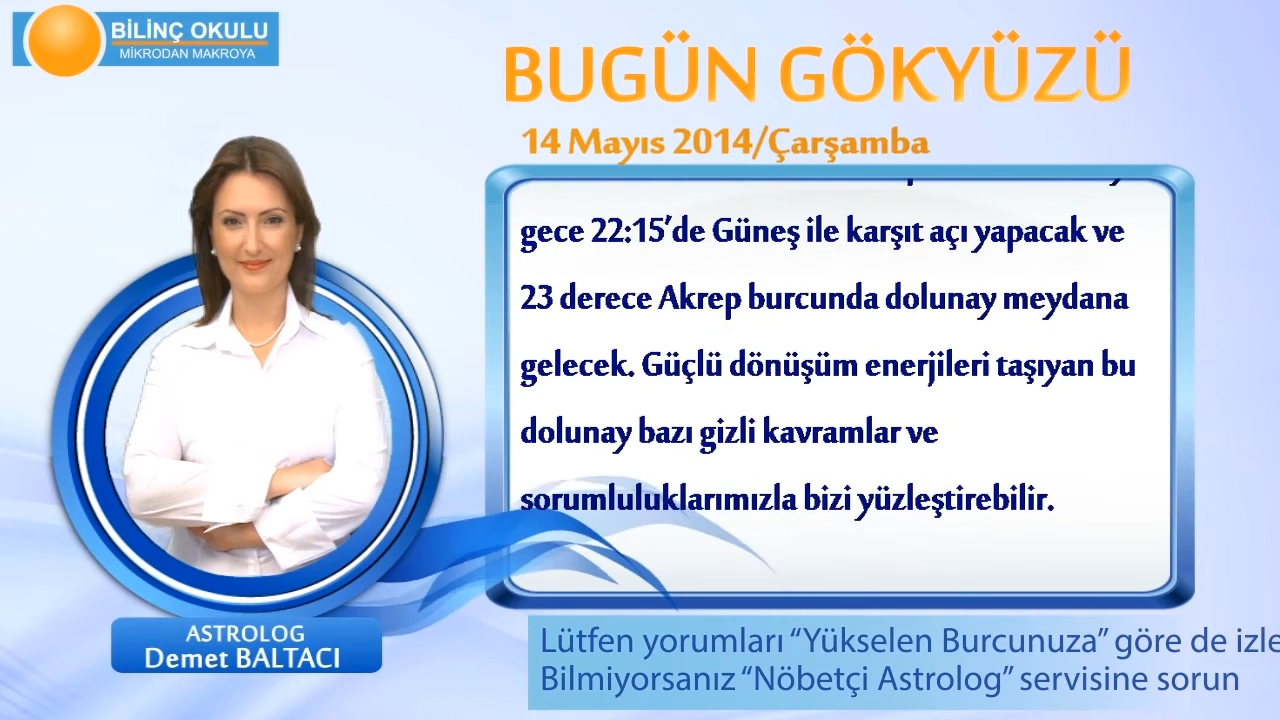 BİLİNÇ OKULU
MİKRODAN MAKROYA
BUGÜN GÖKYÜZÜ
14 Mayıs 2014/Çarşamba
gece 22:15’de Güneş ile karşıt açı yapacak ve
23 derece Akrep burcunda dolunay meydana
gelecek. Güçlü dönüşüm enerjileri taşıyan bu
dolunay bazı gizli kavramlar ve
sorumluluklarımızla bizi yüzleştirebilir.
ASTROLOG
Demet BALTACI
Lütfen yorumları “Yükselen Burcunuza” göre de izle
Bilmiyorsanız “Nöbetçi Astrolog” servisine sorun